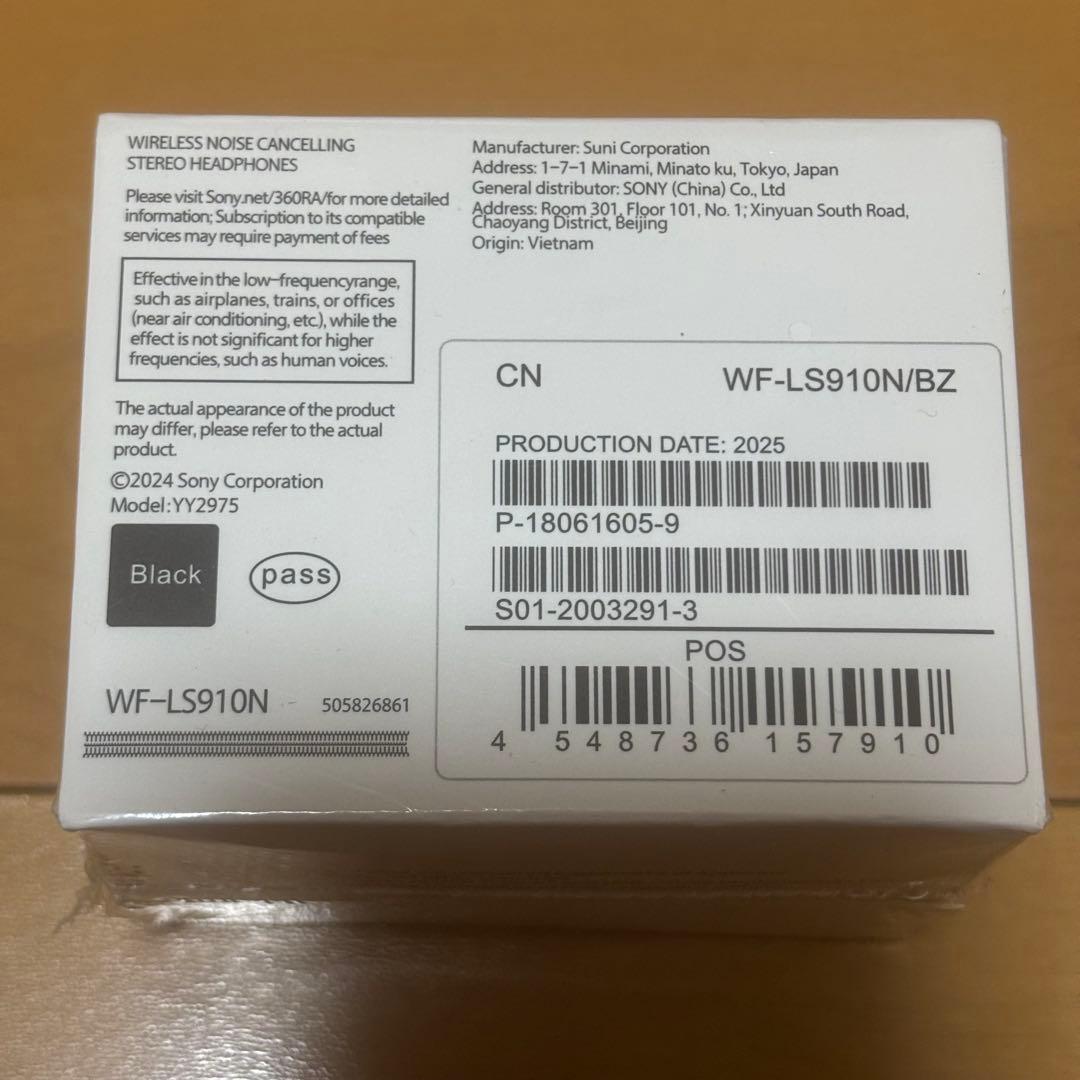 WIRELESS NOISE CANCELLING
STEREO HEADPHONES
Please visit Sony.net/360RA/for more detailed
information; Subscription to its compatible
services may require payment of fees
Effective in the low-frequencyrange,
such as airplanes, trains, or offices
(near air conditioning, etc.), while the
effect is not significant for higher
frequencies, such as human voices.
The actual appearance of the product
may differ, please refer to the actual
product.
©2024 Sony Corporation
Model:YY2975
Black
pass
WF-LS910N
505826861
Manufacturer: Suni Corporation
Address: 1-7-1 Minami, Minato ku, Tokyo, Japan
General distributor: SONY (China) Co., Ltd
Address: Room 301, Floor 101, No. 1; Xinyuan South Road,
Chaoyang District, Beijing
Origin: Vietnam
CN
WF-LS910N/BZ
PRODUCTION DATE: 2025
P-18061605-9
S01-2003291-3
POS
4 548736 157910